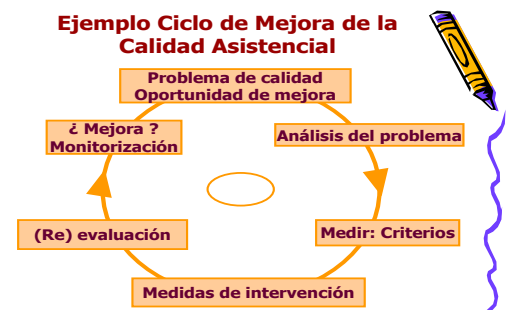 Ejemplo Ciclo de Mejora de la
Calidad Asistencial
Problema de calidad
Oportunidad de mejora
¿ Mejora ?
Monitorización
Análisis del problema
(Re) evaluación
Medir: Criterios
Medidas de intervención